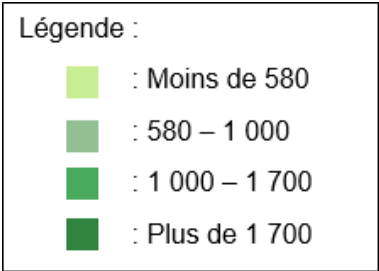 Légende :
: Moins de 580
: 580 – 1 000
: 1 000 – 1 700
: Plus de 1 700